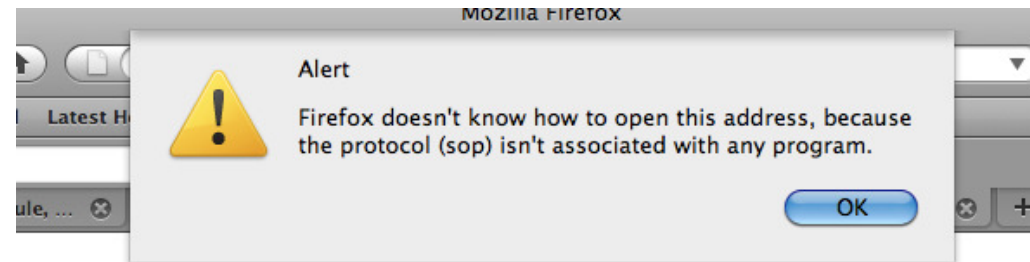 Mozilla Firefox
Alert
Firefox doesn't know how to open this address, because
the protocol (sop) isn't associated with any program.
OK
Latest H
ule, ...